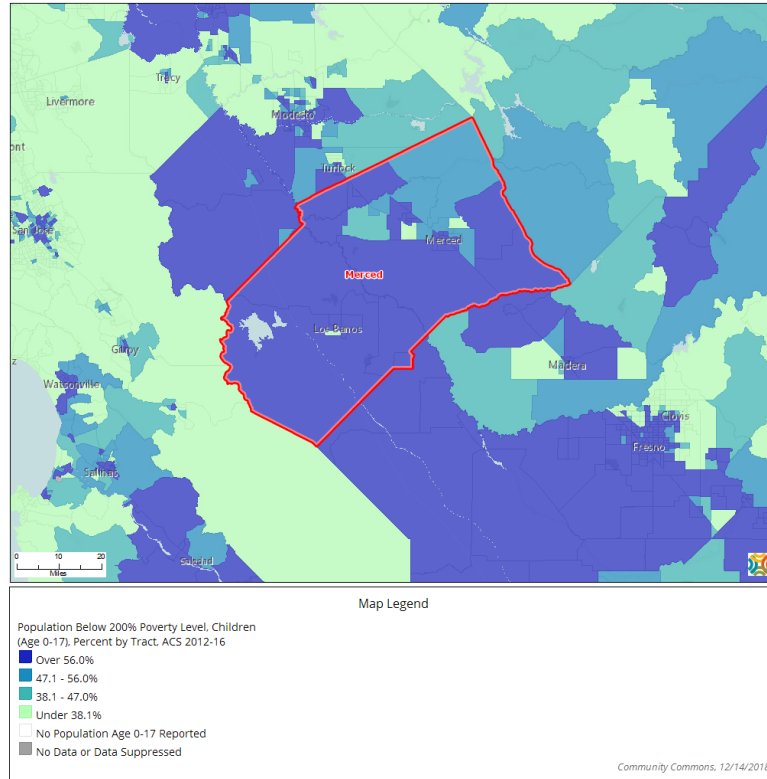 Tracy
Livermore
Modesto
ont
Turlock
San Jose
Merced
Merced
Los Banos
Gilroy
z
Madera
Watsonville
Clovis
Fresno
Salinas
Soledad
0 10 20
Miles
Map Legend
Population Below 200% Poverty Level, Children
(Age 0-17), Percent by Tract, ACS 2012-16
Over 56.0%
47.1 - 56.0%
38.1 - 47.0%
Under 38.1%
No Population Age 0-17 Reported
No Data or Data Suppressed
Community Commons, 12/14/2018